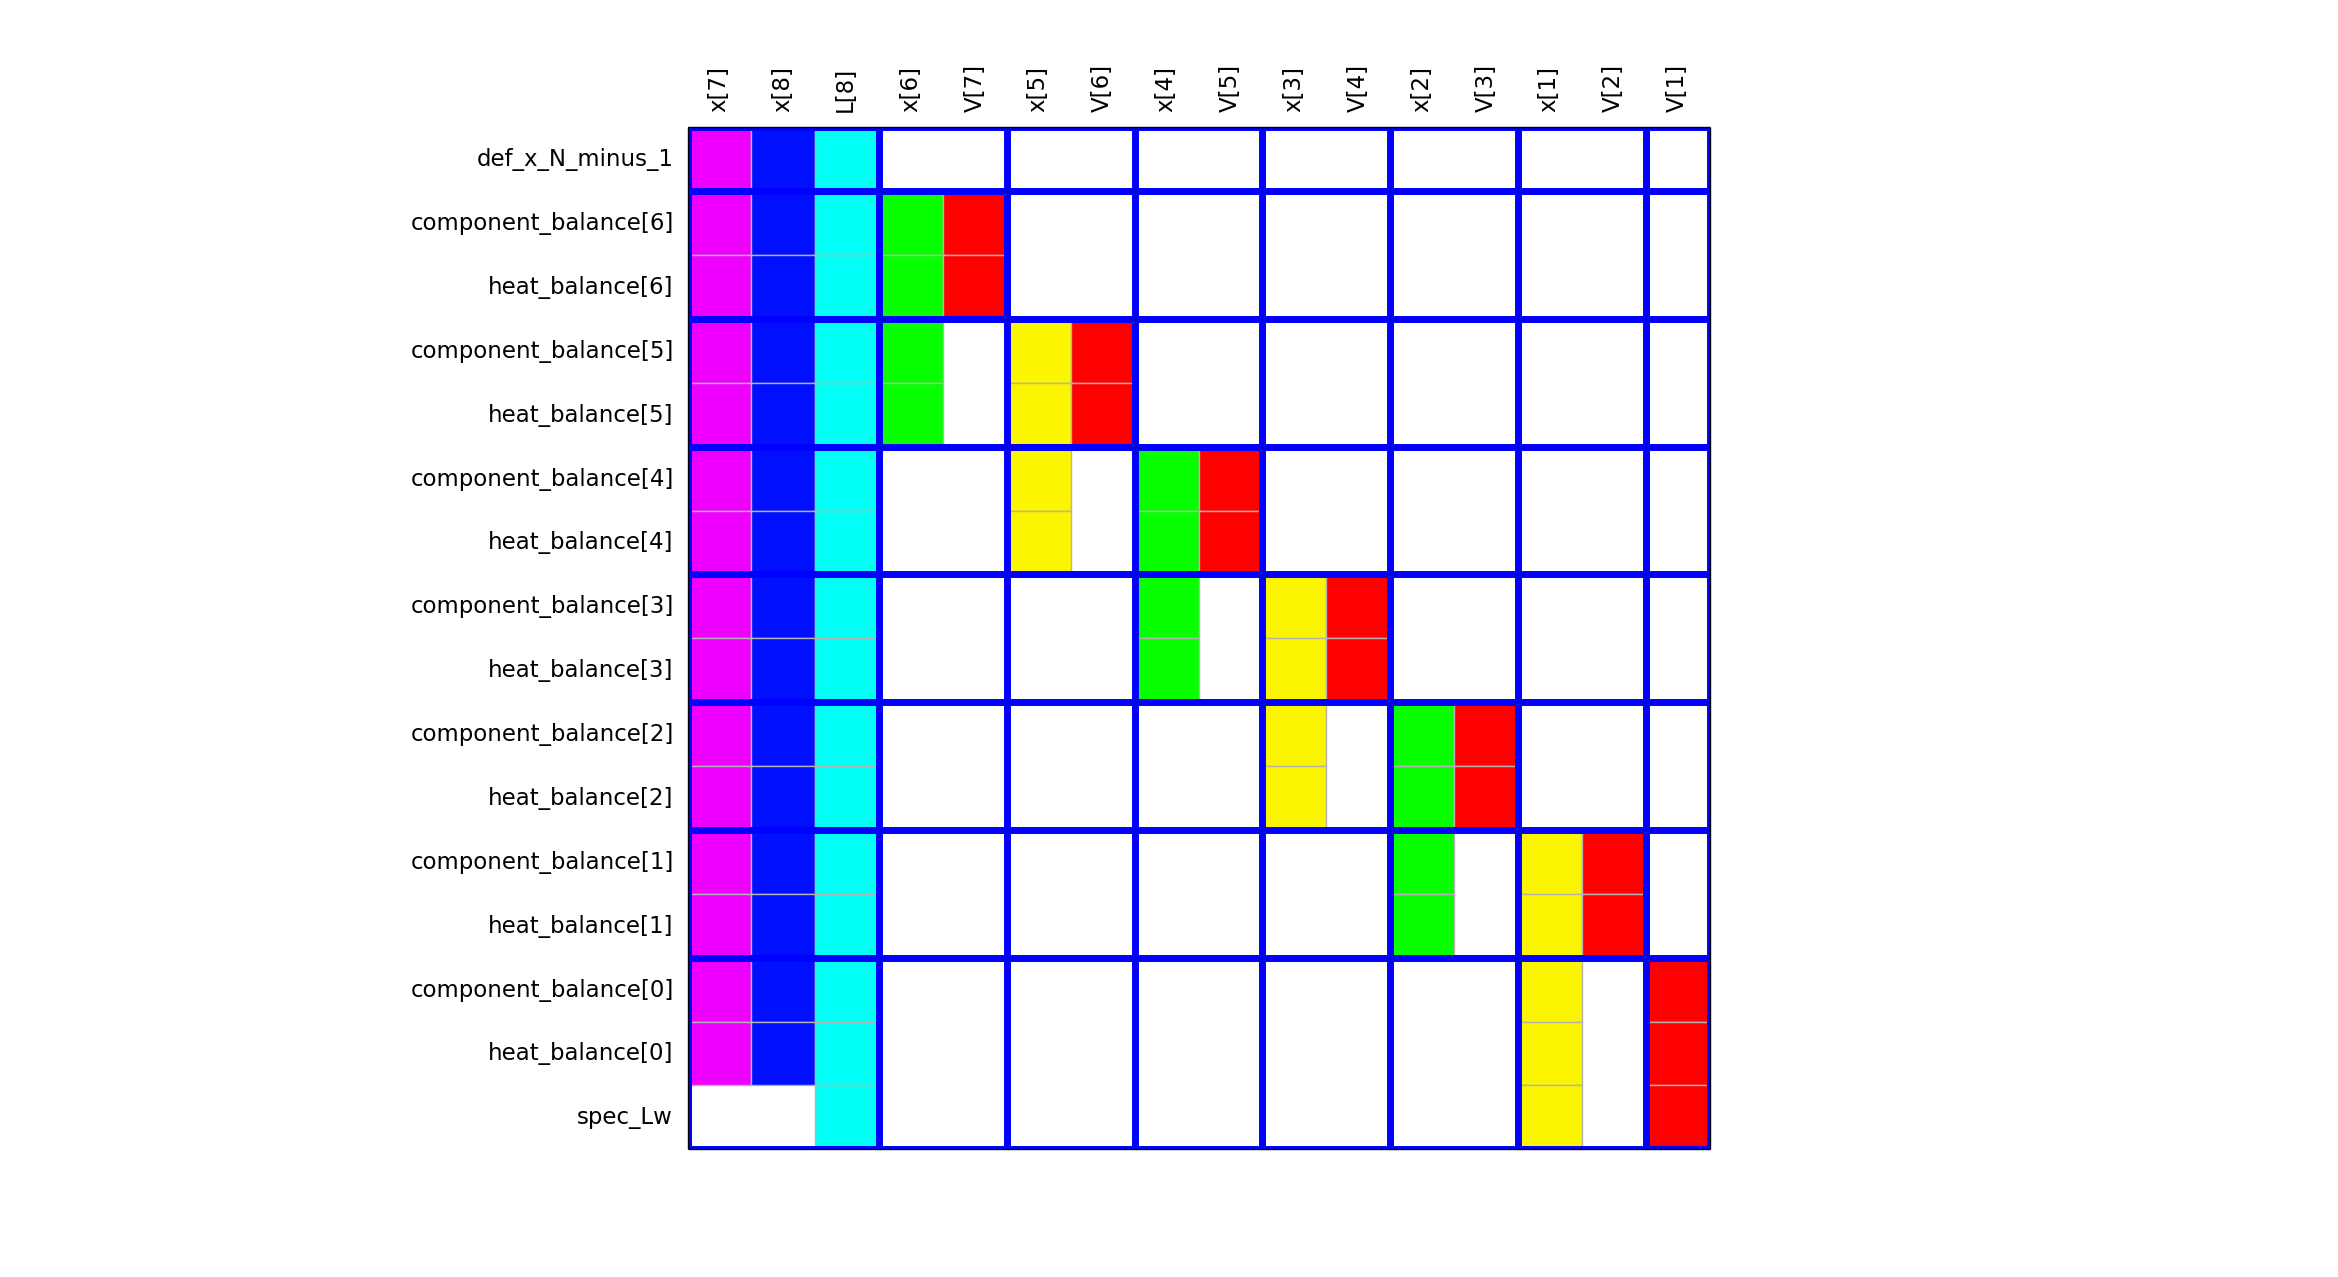 x[7]
x[8]
L[8]
x[6]
V[7]
x[5]
V[6]
x[4]
V[5]
x[3]
V[4]
x[2]
V[3]
x[1]
V[2]
V[1]
def_x_N_minus_1
component_balance[6]
heat_balance[6]
component_balance[5]
heat_balance[5]
component_balance[4]
heat_balance[4]
component_balance[3]
heat_balance[3]
component_balance[2]
heat_balance[2]
component_balance[1]
heat_balance[1]
component_balance[0]
heat_balance[0]
spec_Lw